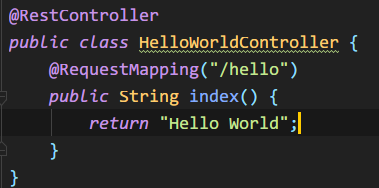 @RestController
public class HelloWorldController {
    @RequestMapping("/hello")
    public String index() {
        return "Hello World";
    }
}